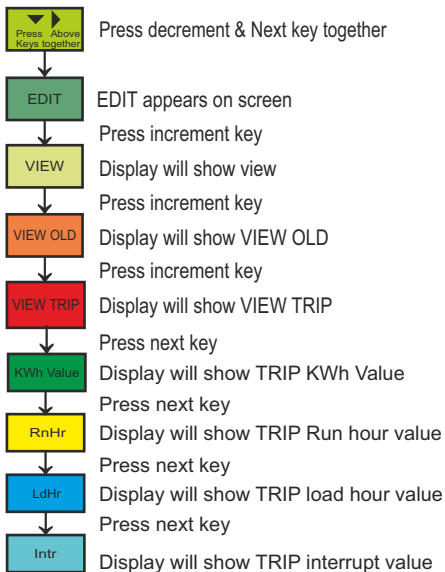 Press Above
Keys together
Press decrement & Next key together
EDIT
EDIT appears on screen
Press increment key
VIEW
Display will show view
Press increment key
VIEW OLD
Display will show VIEW OLD
Press increment key
VIEW TRIP
Display will show VIEW TRIP
Press next key
KWh Value
Display will show TRIP KWh Value
Press next key
RnHr
Display will show TRIP Run hour value
Press next key
LdHr
Display will show TRIP load hour value
Press next key
Intr
Display will show TRIP interrupt value